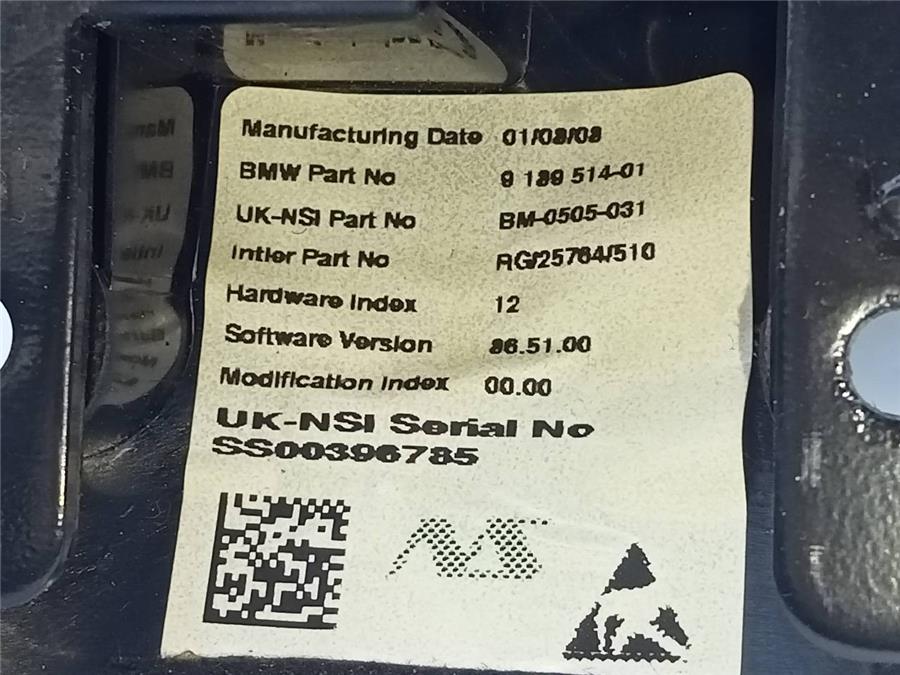 Manufacturing Date 01/08/08
BMW Part No 9 189 514-01
UK-NSI Part No BM-0505-031
Intier Part No RG/25764/510
Hardware Index 12
Software Version 86.51.00
Modification Index 00.00
UK-NSI Serial No
SS00396785